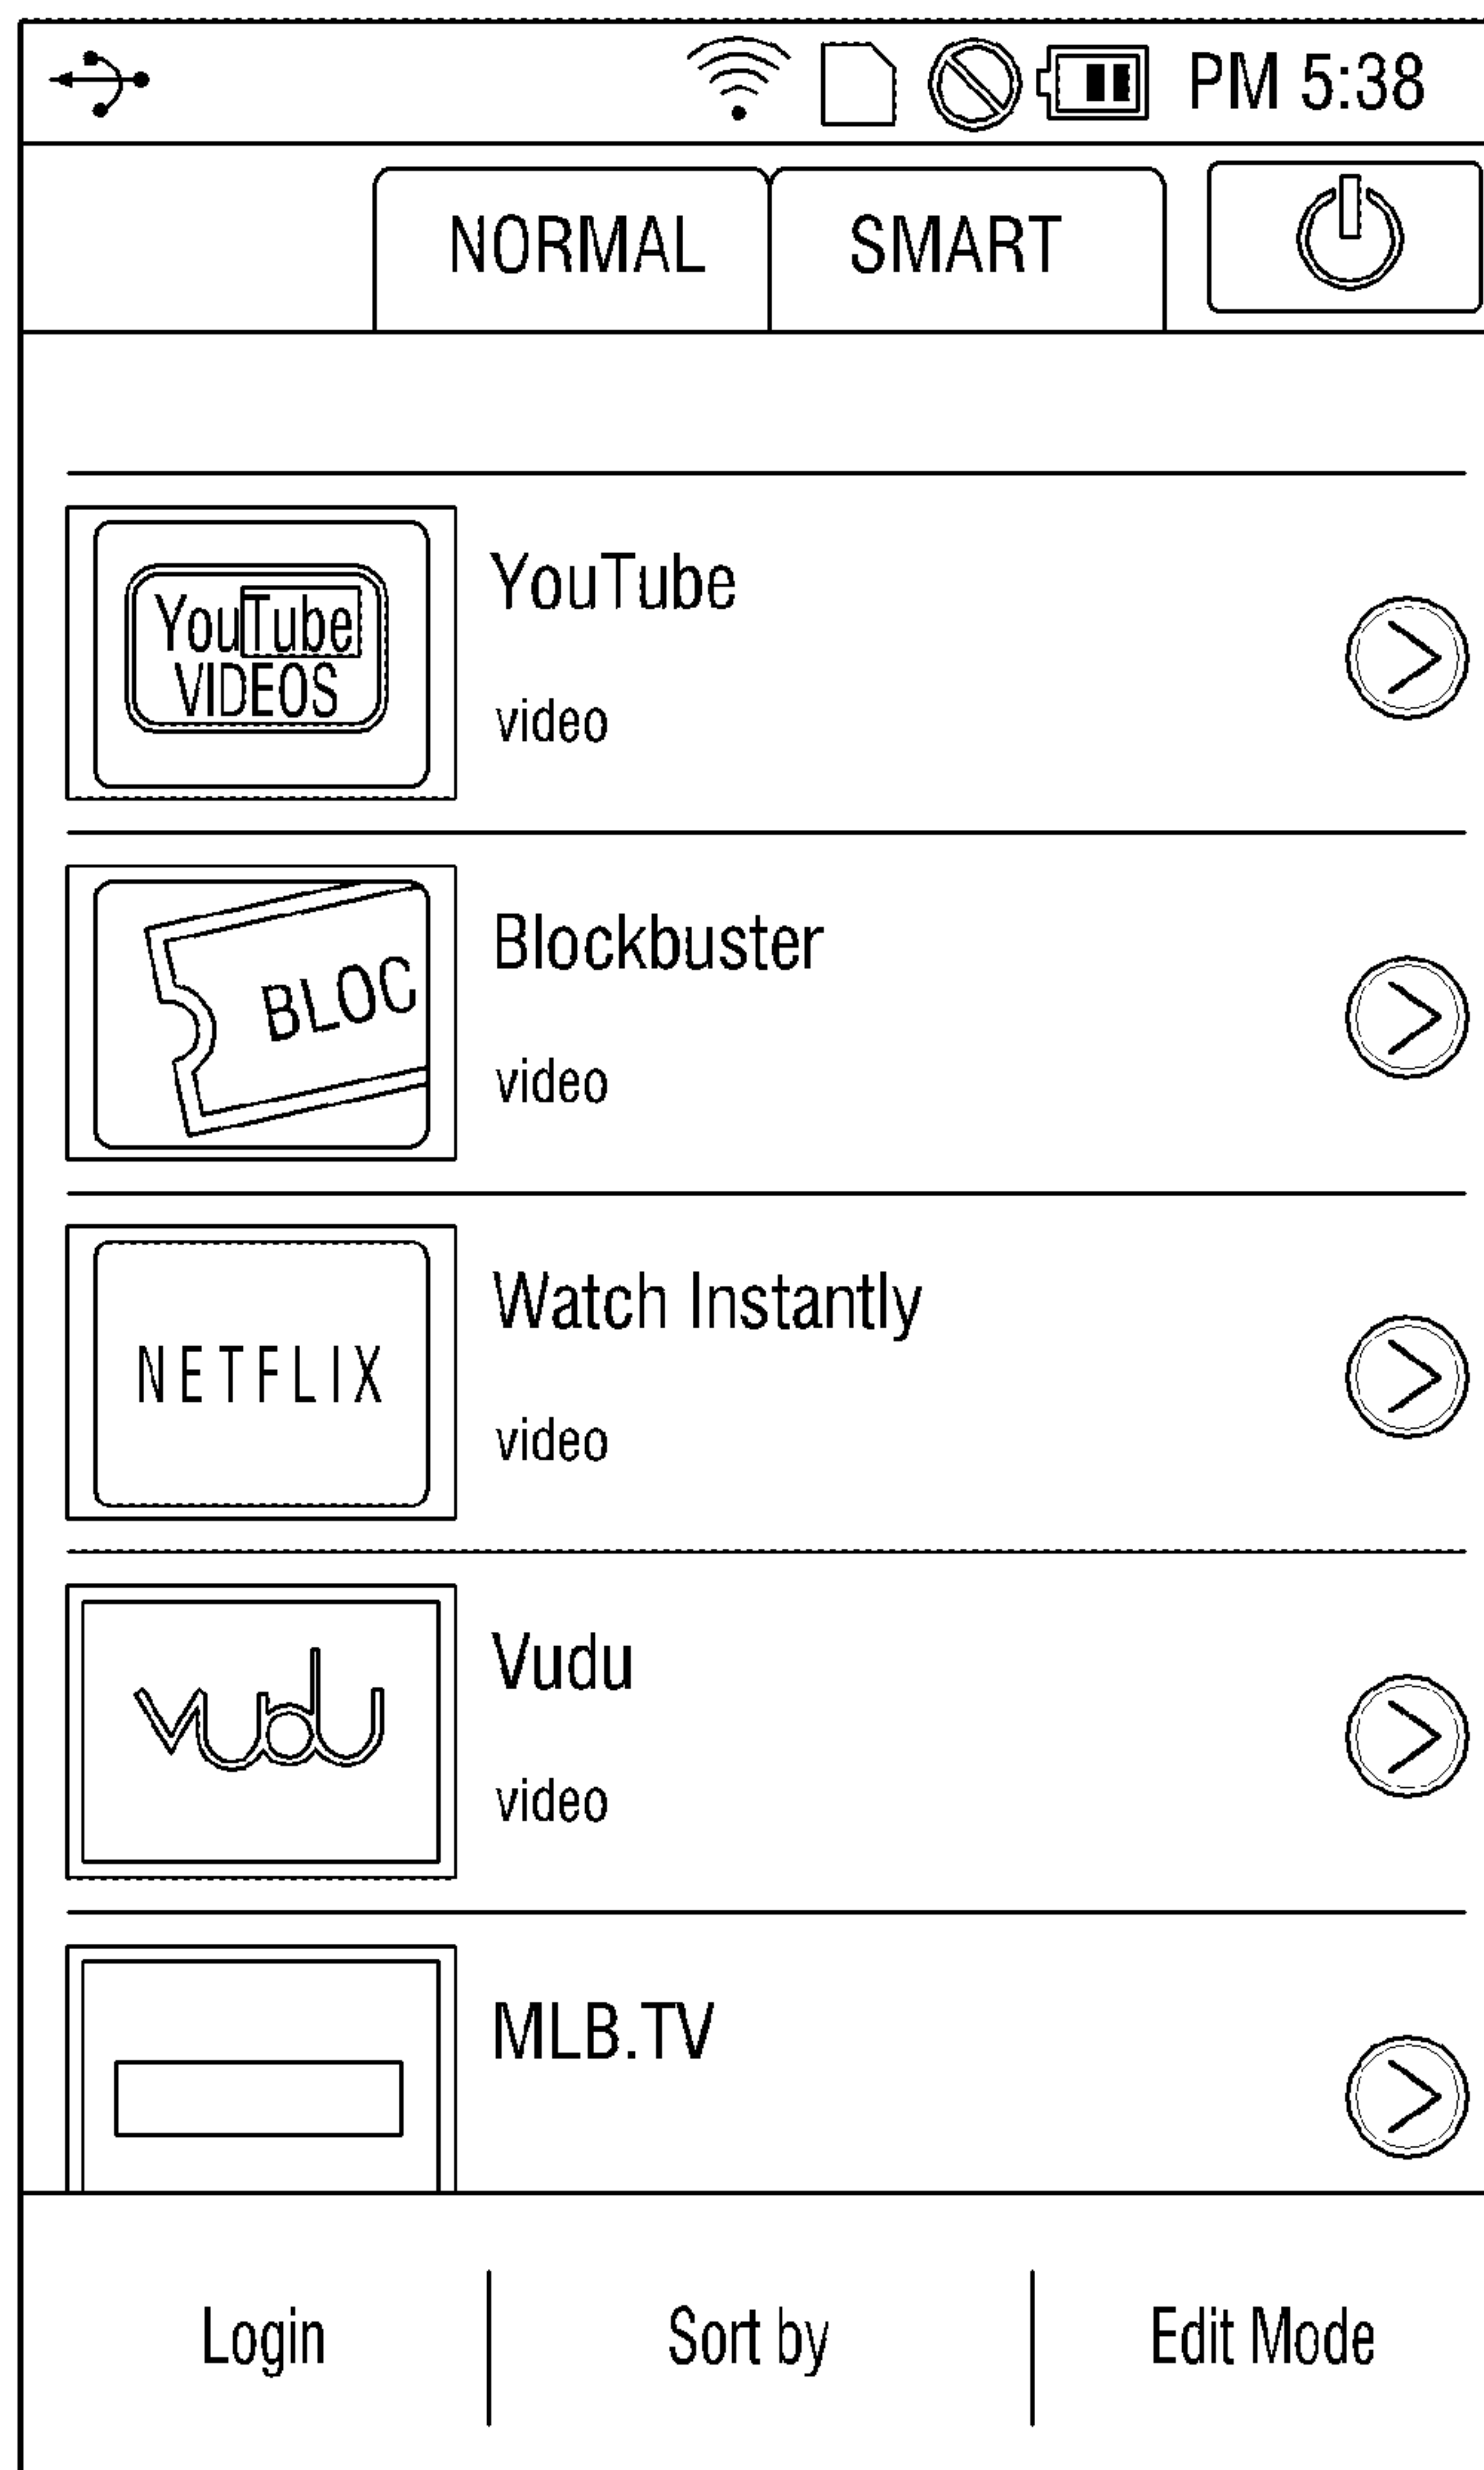 PM 5:38
NORMAL
SMART
YouTube
VIDEOS
YouTube
video
BLOC
Blockbuster
video
NETFLIX
Watch Instantly
video
vudu
Vudu
video
MLB.TV
Login
Sort by
Edit Mode